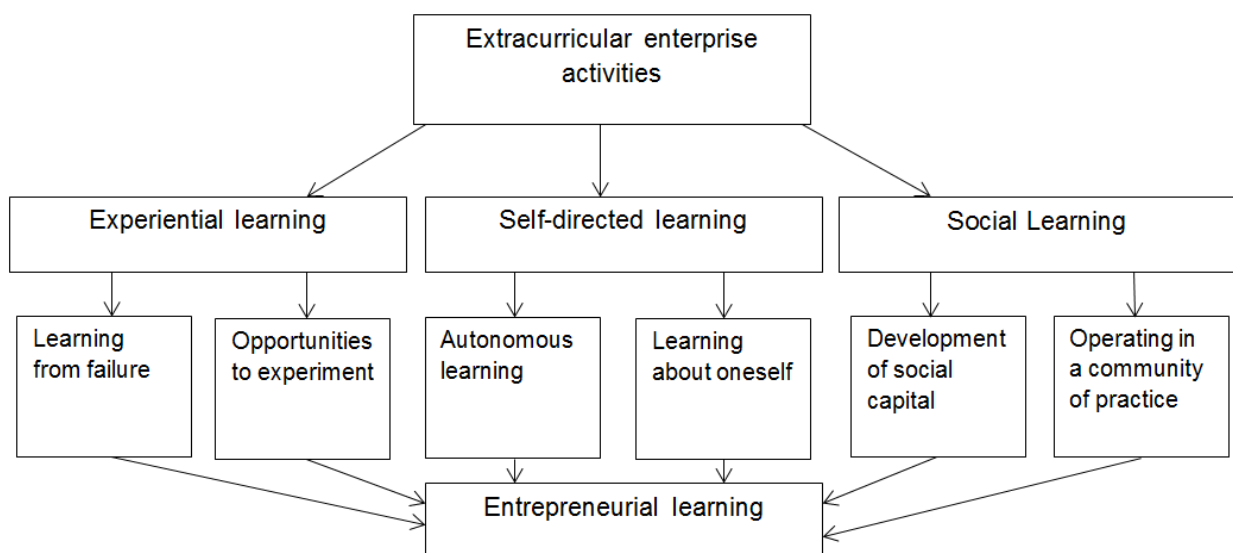 Extracurricular enterprise
activities
Experiential learning
Self-directed learning
Social Learning
Learning
from failure
Opportunities
to experiment
Autonomous
learning
Learning
about oneself
Development
of social
capital
Operating in
a community
of practice
Entrepreneurial learning